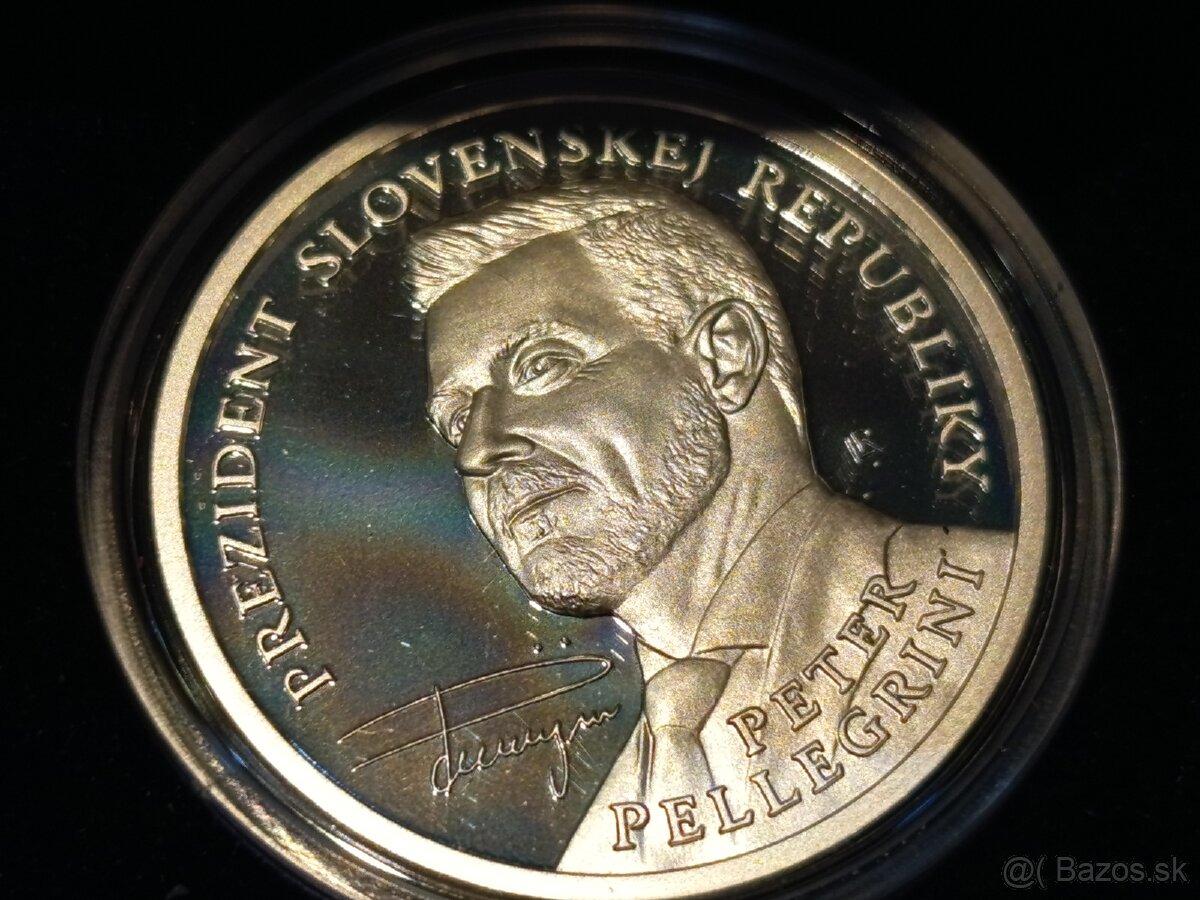 PREZIDENT SLOVENSKEJ REPUBLIKY
PETER
PELLEGRINI
@( Bazos.sk